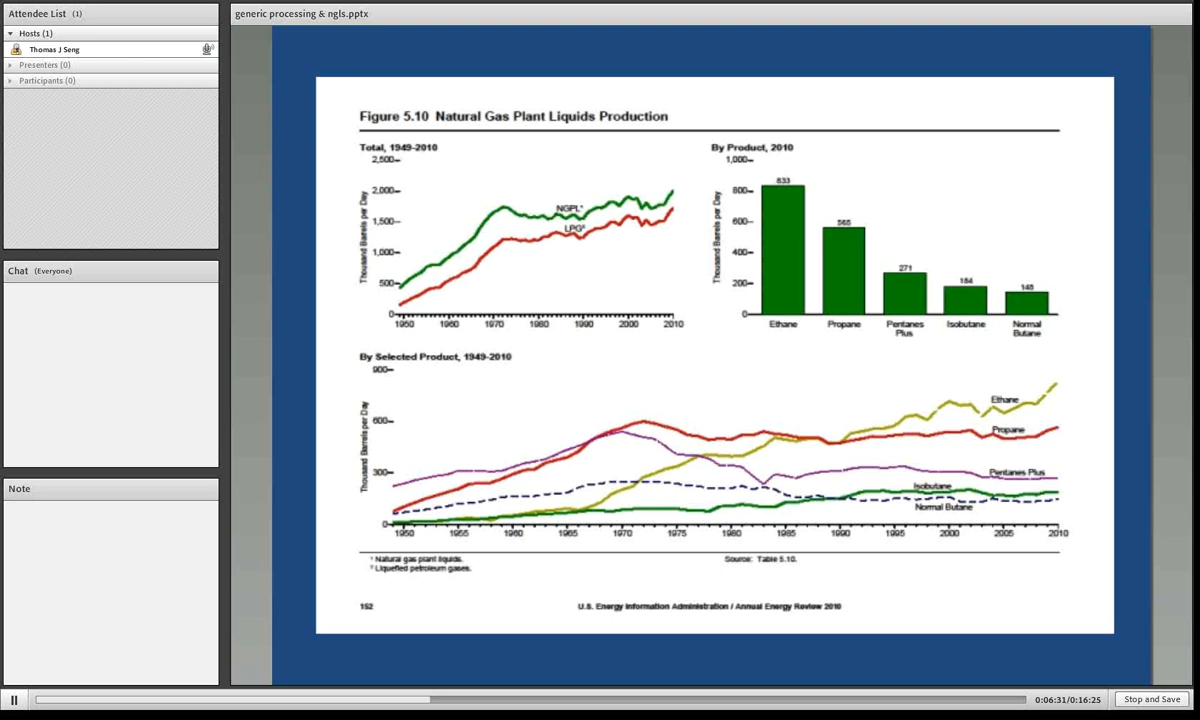 Attendee List (1)
Hosts (1)
Thomas J Seng
Presenters (0)
Participants (0)
Chat (Everyone)
Note
generic processing & ngls.pptx
Figure 5.10 Natural Gas Plant Liquids Production
Total, 1949-2010
2,500
2,000
1,500
1,000
500
0
Thousand Barrels per Day
NGPL¹
LPG²
1950 1960 1970 1980 1990 2000 2010
By Product, 2010
1,000
800
600
400
200
0
Thousand Barrels per Day
833
565
271
184
148
Ethane Propane Pentanes Plus Isobutane Normal Butane
By Selected Product, 1949-2010
900
600
300
0
Thousand Barrels per Day
Ethane
Propane
Pentanes Plus
Isobutane
Normal Butane
1950 1955 1960 1965 1970 1975 1980 1985 1990 1995 2000 2005 2010
¹ Natural gas plant liquids.
² Liquefied petroleum gases.
Source: Table 5.10.
152
U.S. Energy Information Administration / Annual Energy Review 2010
0:06:31/0:16:25
Stop and Save